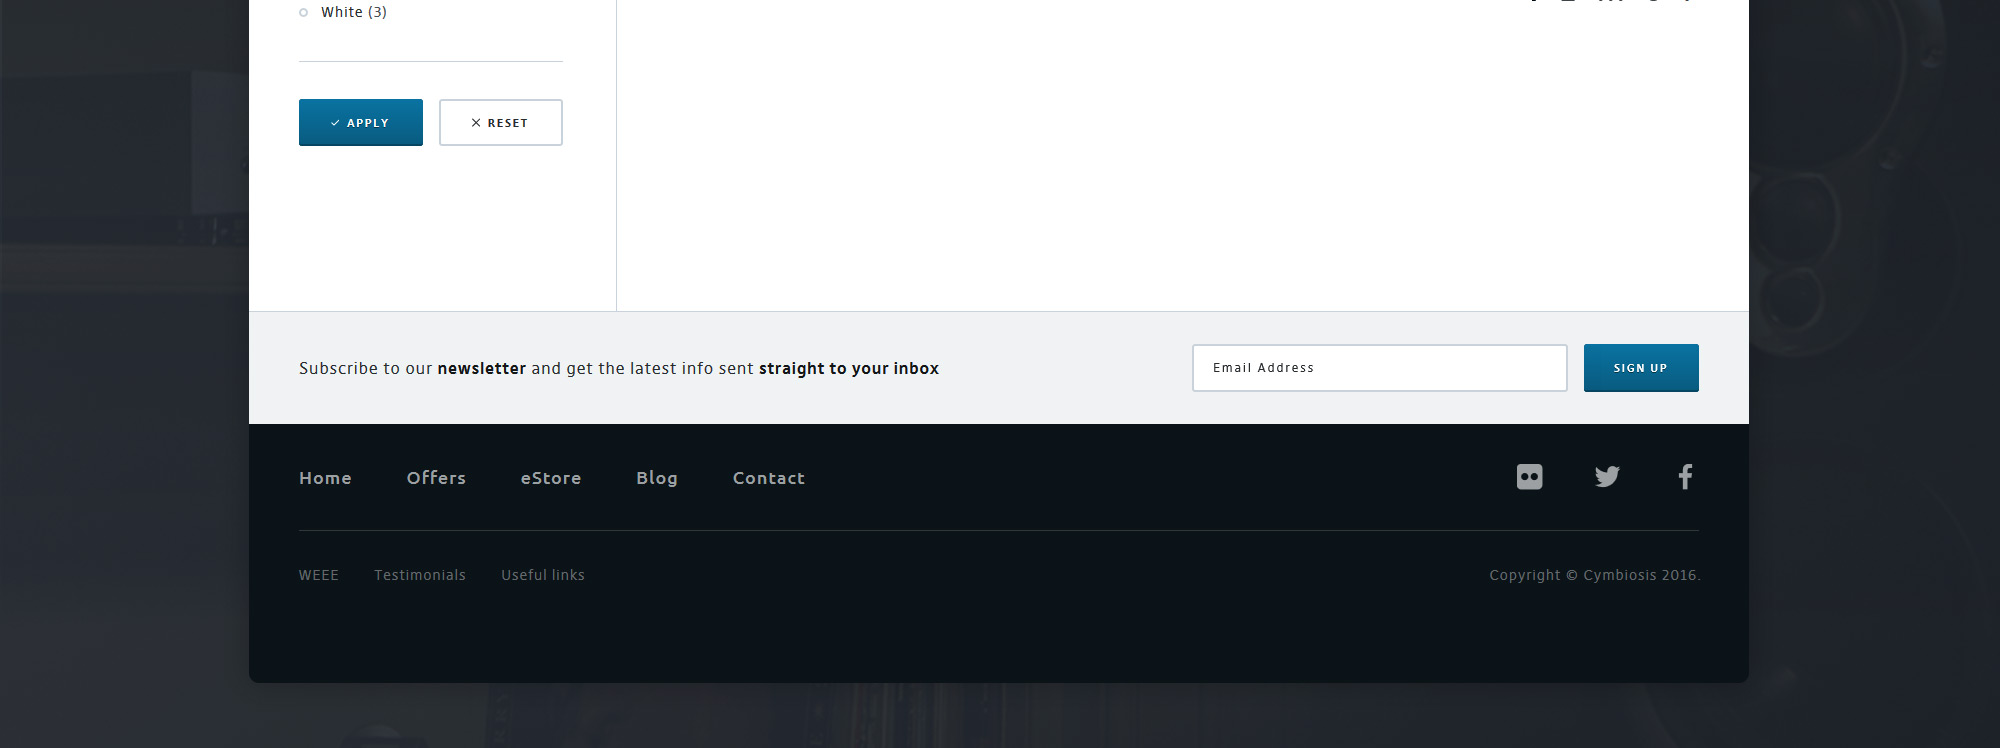 White (3)
APPLY
RESET
Subscribe to our newsletter and get the latest info sent straight to your inbox
Email Address
SIGN UP
Home
Offers
eStore
Blog
Contact
WEEE
Testimonials
Useful links
Copyright © Cymbiosis 2016.